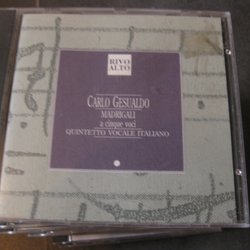 RIVO
ALTO
CARLO GESUALDO
MADRIGALI
a cinque voci
QUINTETTO VOCALE ITALIANO